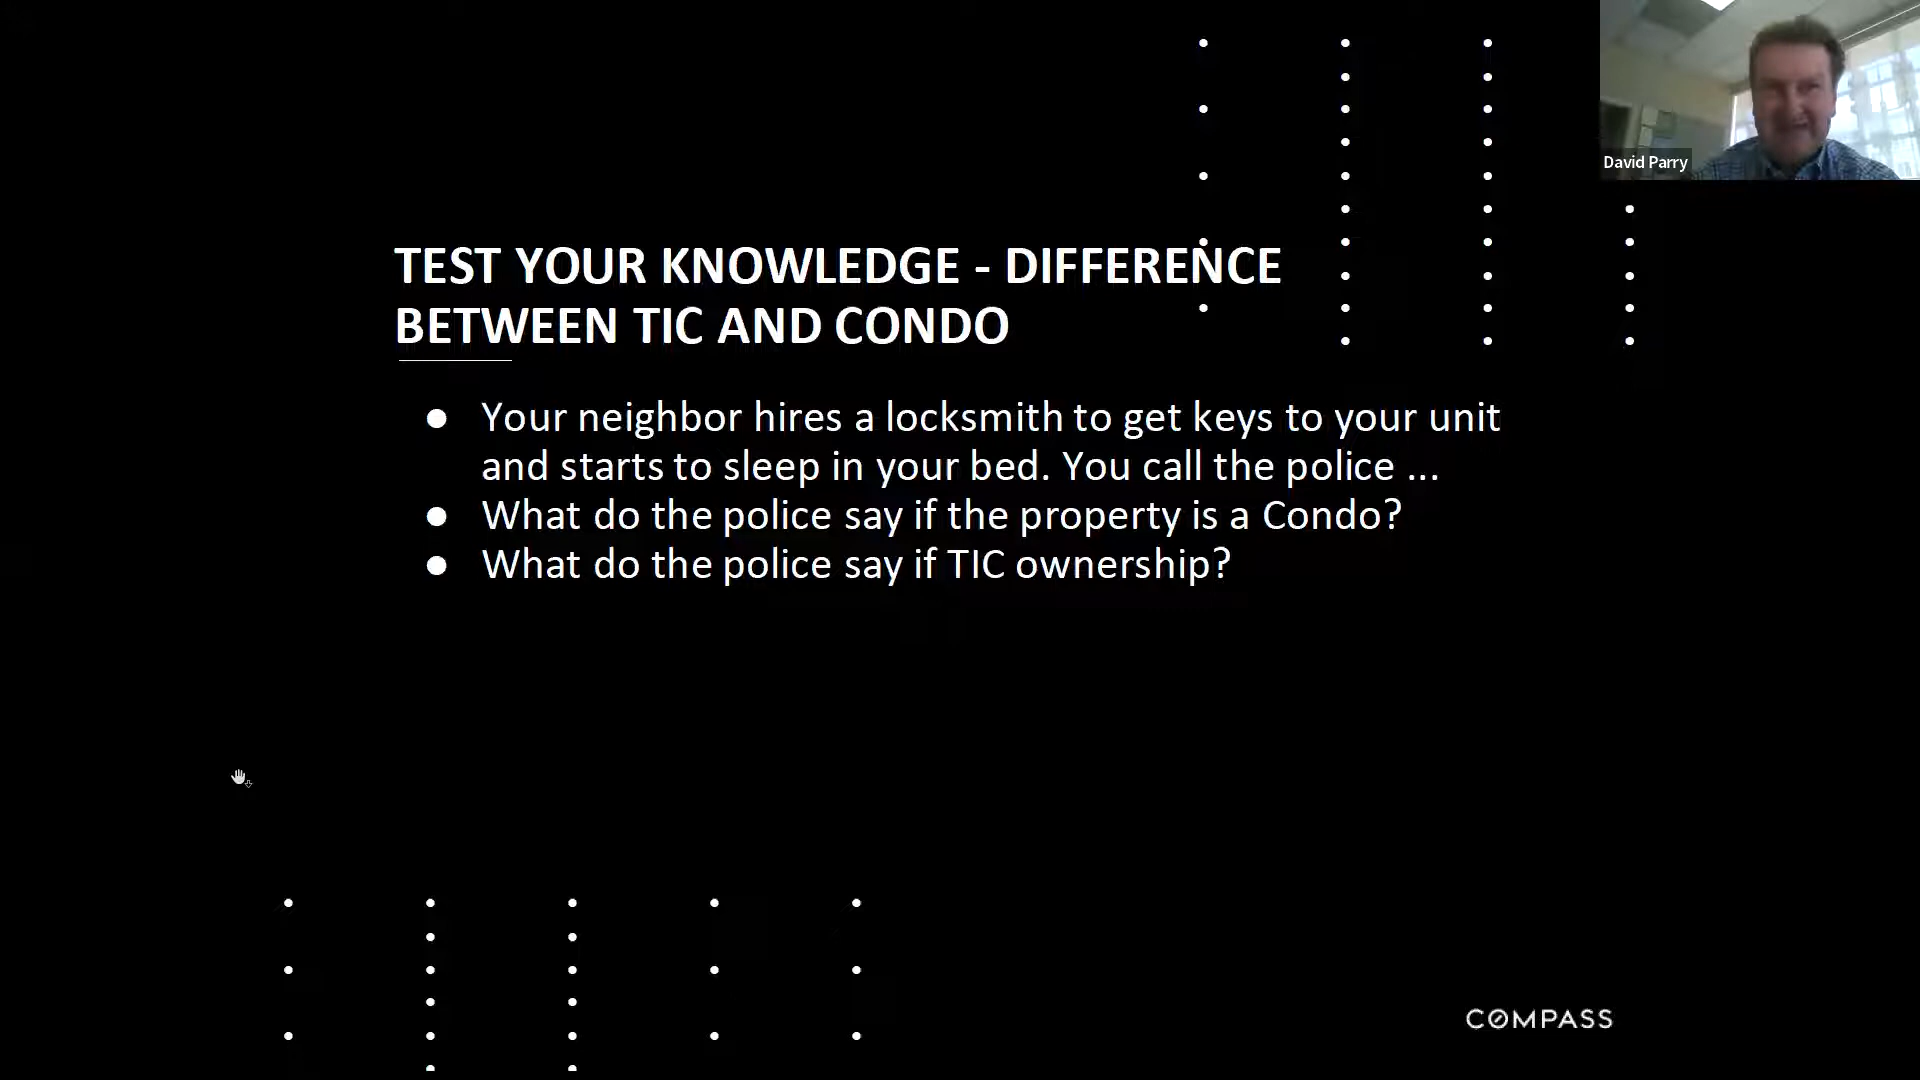 David Parry
TEST YOUR KNOWLEDGE - DIFFERENCE
BETWEEN TIC AND CONDO
● Your neighbor hires a locksmith to get keys to your unit
and starts to sleep in your bed. You call the police ...
● What do the police say if the property is a Condo?
● What do the police say if TIC ownership?
COMPASS